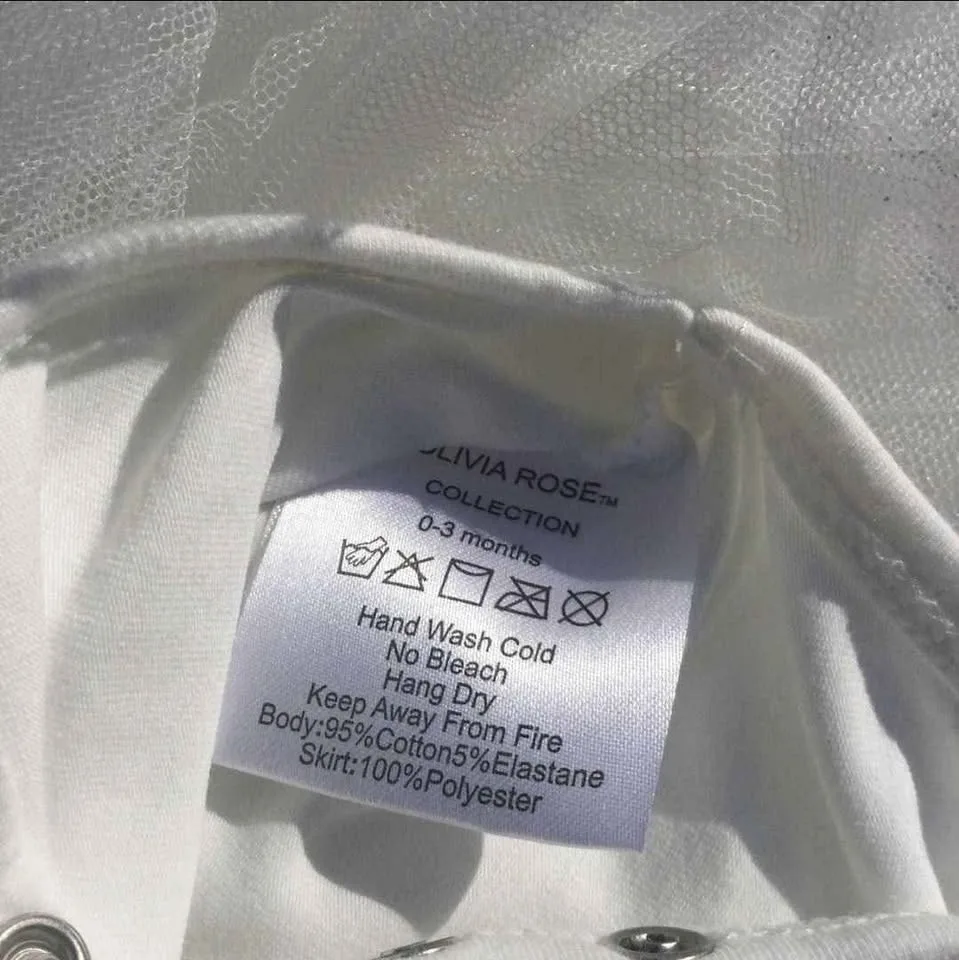 OLIVIA ROSE™
COLLECTION
0-3 months
Hand Wash Cold
No Bleach
Hang Dry
Keep Away From Fire
Body:95%Cotton5%Elastane
Skirt:100%Polyester